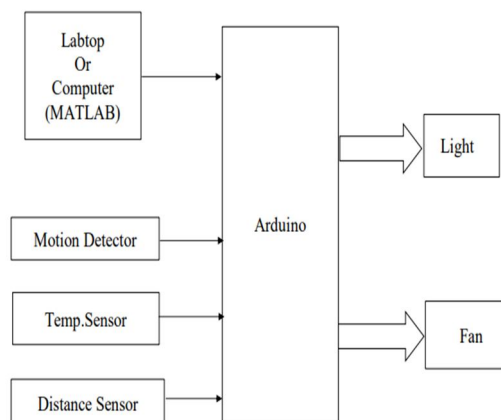 Labtop
Or
Computer
(MATLAB)
Light
Motion Detector
Arduino
Temp.Sensor
Fan
Distance Sensor